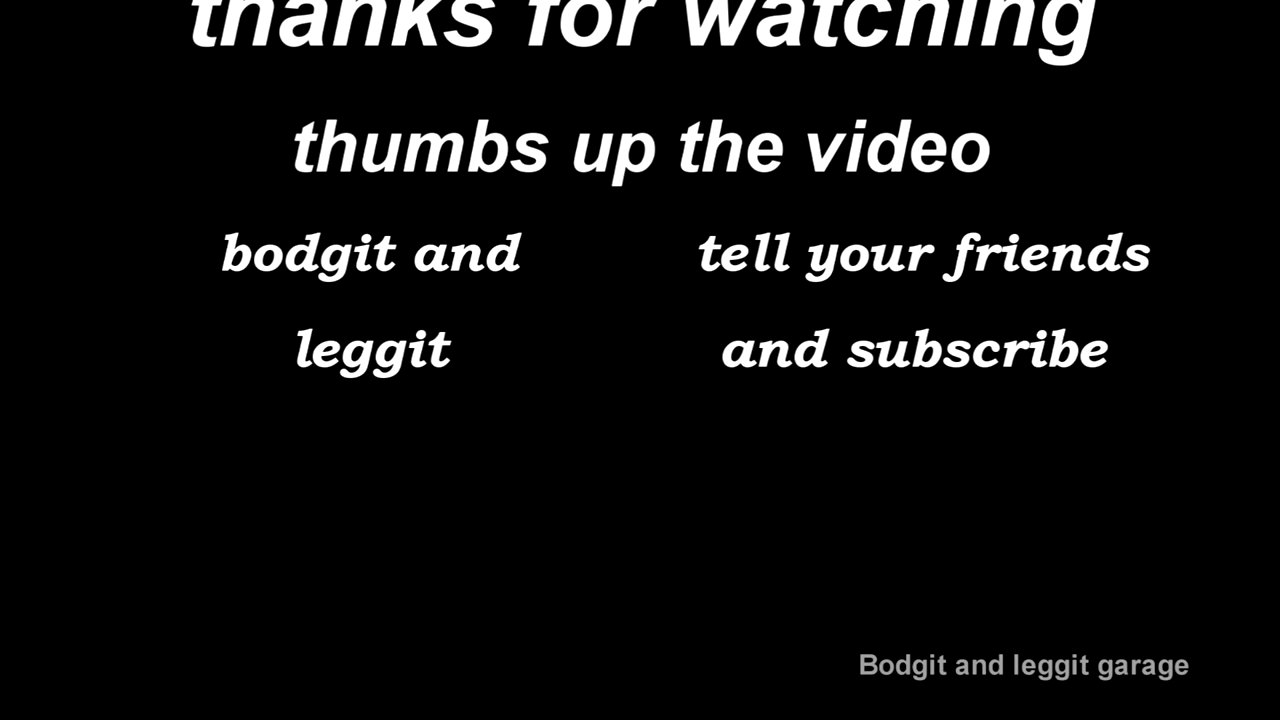 thanks for watching
thumbs up the video
bodgit and
leggit
tell your friends
and subscribe
Bodgit and leggit garage